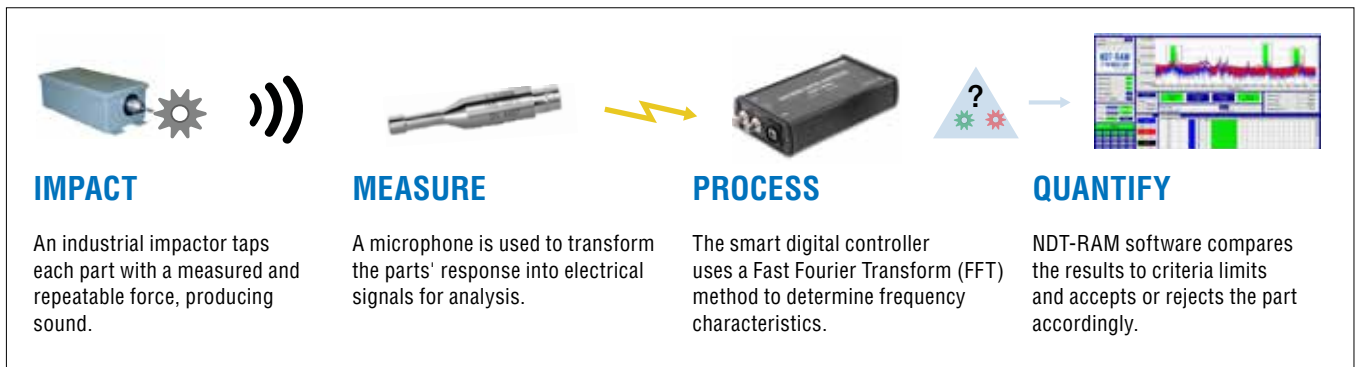 NDT-RAM
?
IMPACT
An industrial impactor taps
each part with a measured and
repeatable force, producing
sound.
MEASURE
A microphone is used to transform
the parts' response into electrical
signals for analysis.
PROCESS
The smart digital controller
uses a Fast Fourier Transform (FFT)
method to determine frequency
characteristics.
QUANTIFY
NDT-RAM software compares
the results to criteria limits
and accepts or rejects the part
accordingly.